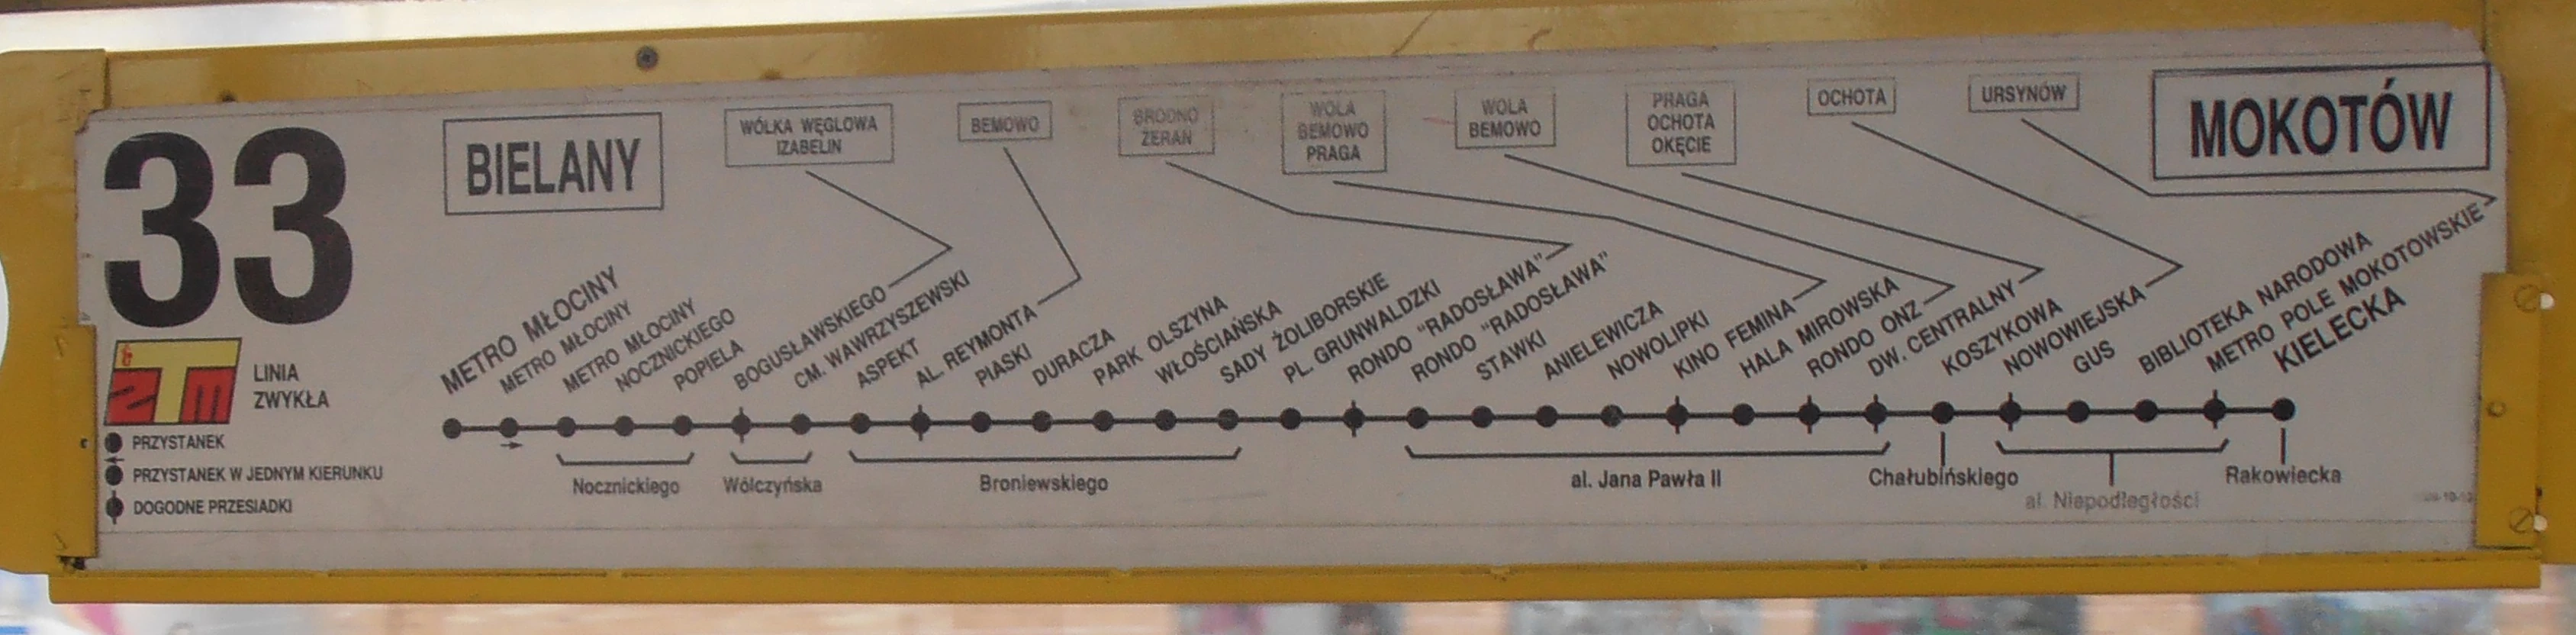 33
BIELANY
WÓLKA WĘGLOWA
IZABELIN
BEMOWO
BRÓDNO
ŻERAŃ
WOLA
BEMOWO
PRAGA
WOLA
BEMOWO
PRAGA
OCHOTA
OKĘCIE
OCHOTA
URSYNÓW
MOKOTÓW
METRO MŁOCINY
METRO MŁOCINY
METRO MŁOCINY
NOCZNICKIEGO
POPIELA
BOGUSŁAWSKIEGO
CM. WAWRZYSZEWSKI
ASPEKT
AL. REYMONTA
PIASKI
DURACZA
PARK OLSZYNA
WŁOŚCIAŃSKA
SADY ŻOLIBORSKIE
PL. GRUNWALDZKI
RONDO "RADOSŁAWA"
RONDO "RADOSŁAWA"
STAWKI
ANIELEWICZA
NOWOLIPKI
KINO FEMINA
HALA MIROWSKA
RONDO ONZ
DW. CENTRALNY
KOSZYKOWA
NOWOWIEJSKA
GUS
BIBLIOTEKA NARODOWA
METRO POLE MOKOTOWSKIE
KIELECKA
ZTM
LINIA
ZWYKŁA
PRZYSTANEK
PRZYSTANEK W JEDNYM KIERUNKU
DOGODNE PRZESIADKI
Nocznickiego
Wólczyńska
Broniewskiego
al. Jana Pawła II
Chałubińskiego
al. Niepodległości
Rakowiecka